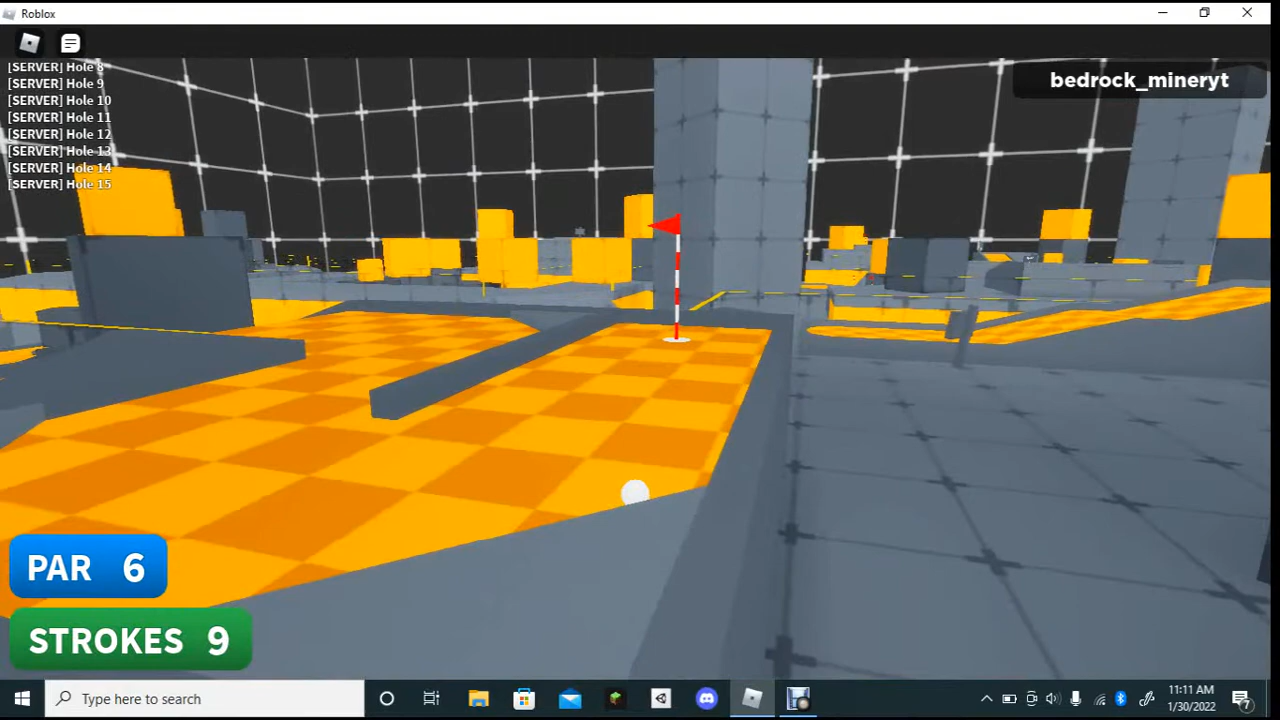 Roblox
[SERVER] Hole 8
[SERVER] Hole 9
[SERVER] Hole 10
[SERVER] Hole 11
[SERVER] Hole 12
[SERVER] Hole 13
[SERVER] Hole 14
[SERVER] Hole 15
bedrock_mineryt
PAR 6
STROKES 9
Type here to search
11:11 AM
1/30/2022
7